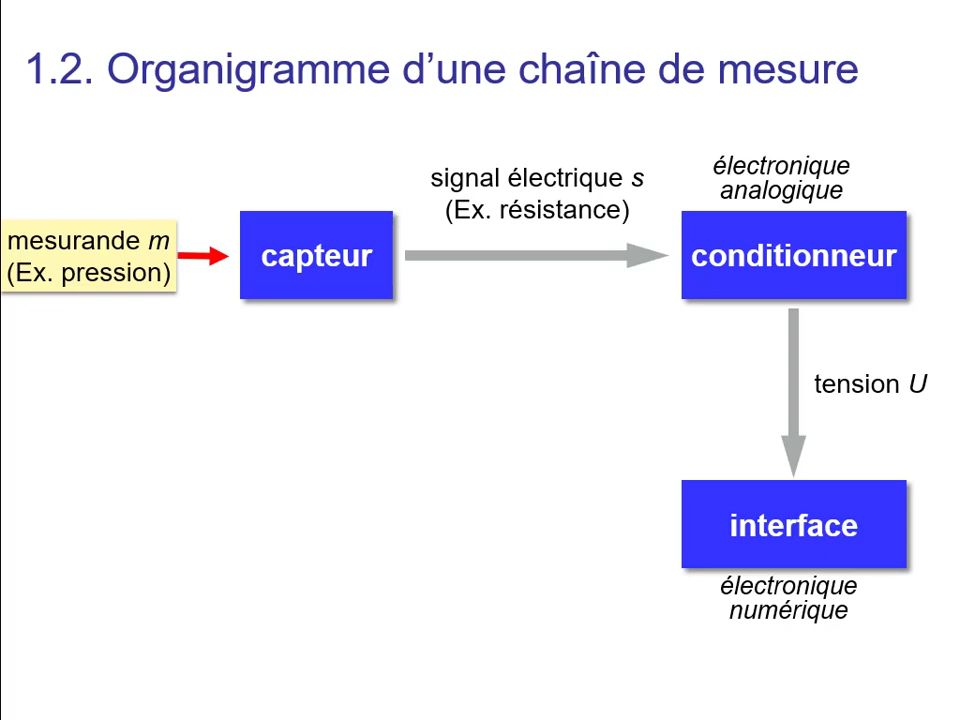 1.2. Organigramme d’une chaîne de mesure
mesurande m
(Ex. pression)
capteur
signal électrique s
(Ex. résistance)
électronique
analogique
conditionneur
tension U
interface
électronique
numérique